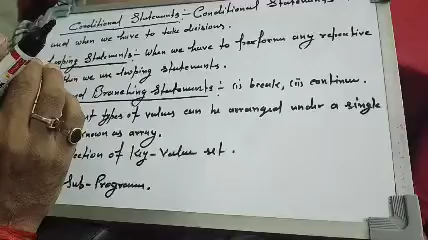 Conditional Statements :- Conditional Statements
used when we have to take decisions.
Looping Statements :- When we have to perform any repeative
when we use looping statements.
Branching Statements :- (i) break, (ii) continue.
types of values can be arranged under a single
known as array.
of Key-Value set.
Sub-Program.